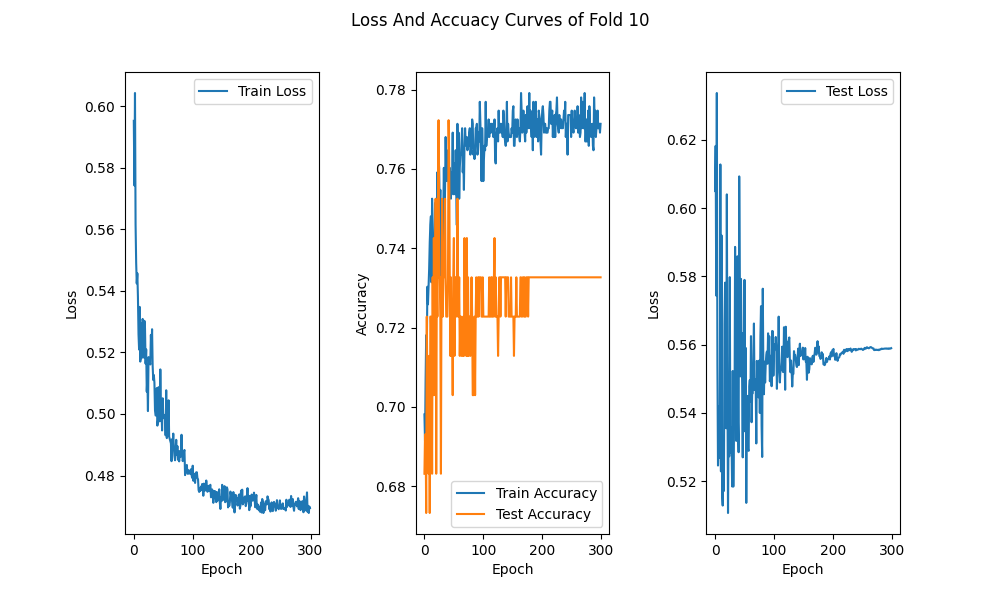 Loss And Accuacy Curves of Fold 10
Train Loss
0.60
0.58
0.56
0.54
0.52
0.50
0.48
Loss
0 100 200 300
Epoch
0.78
0.76
0.74
0.72
0.70
0.68
Accuracy
Train Accuracy
Test Accuracy
0 100 200 300
Epoch
Test Loss
0.62
0.60
0.58
0.56
0.54
0.52
Loss
0 100 200 300
Epoch